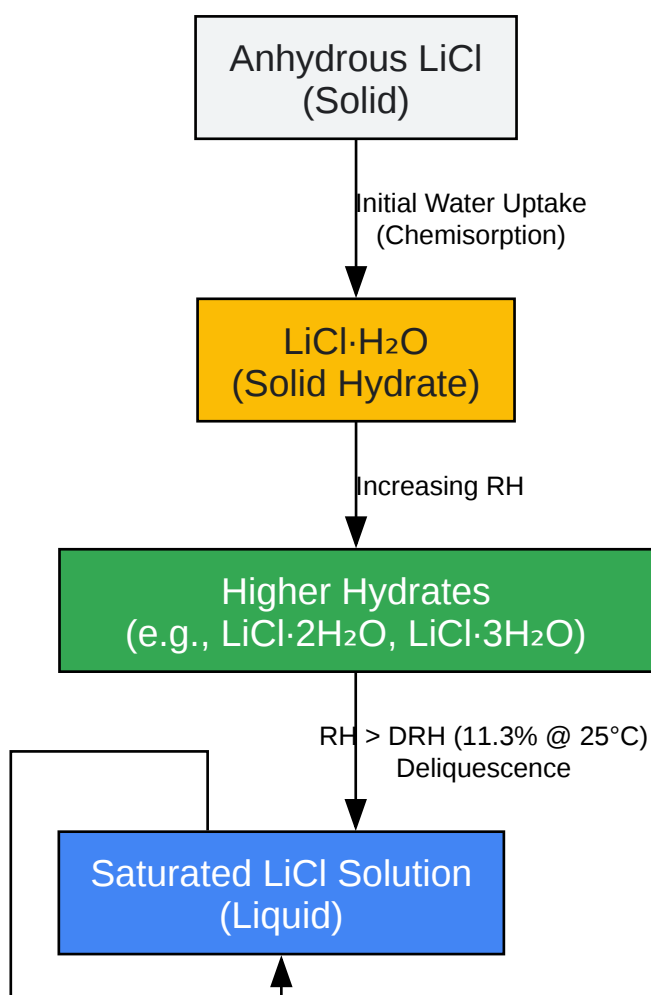 Anhydrous LiCl
(Solid)
Initial Water Uptake
(Chemisorption)
LiCl·H₂O
(Solid Hydrate)
Increasing RH
Higher Hydrates
(e.g., LiCl·2H₂O, LiCl·3H₂O)
RH > DRH (11.3% @ 25°C)
Deliquescence
Saturated LiCl Solution
(Liquid)